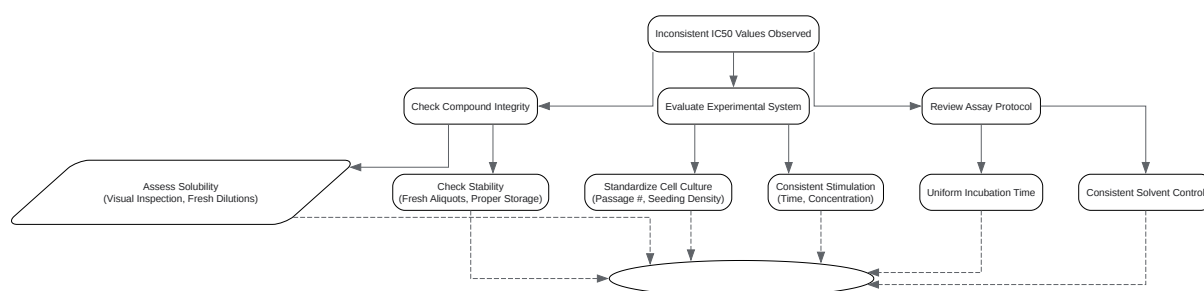 Inconsistent IC50 Values Observed
Check Compound Integrity
Evaluate Experimental System
Review Assay Protocol
Assess Solubility
(Visual Inspection, Fresh Dilutions)
Check Stability
(Fresh Aliquots, Proper Storage)
Standardize Cell Culture
(Passage #, Seeding Density)
Consistent Stimulation
(Time, Concentration)
Uniform Incubation Time
Consistent Solvent Control